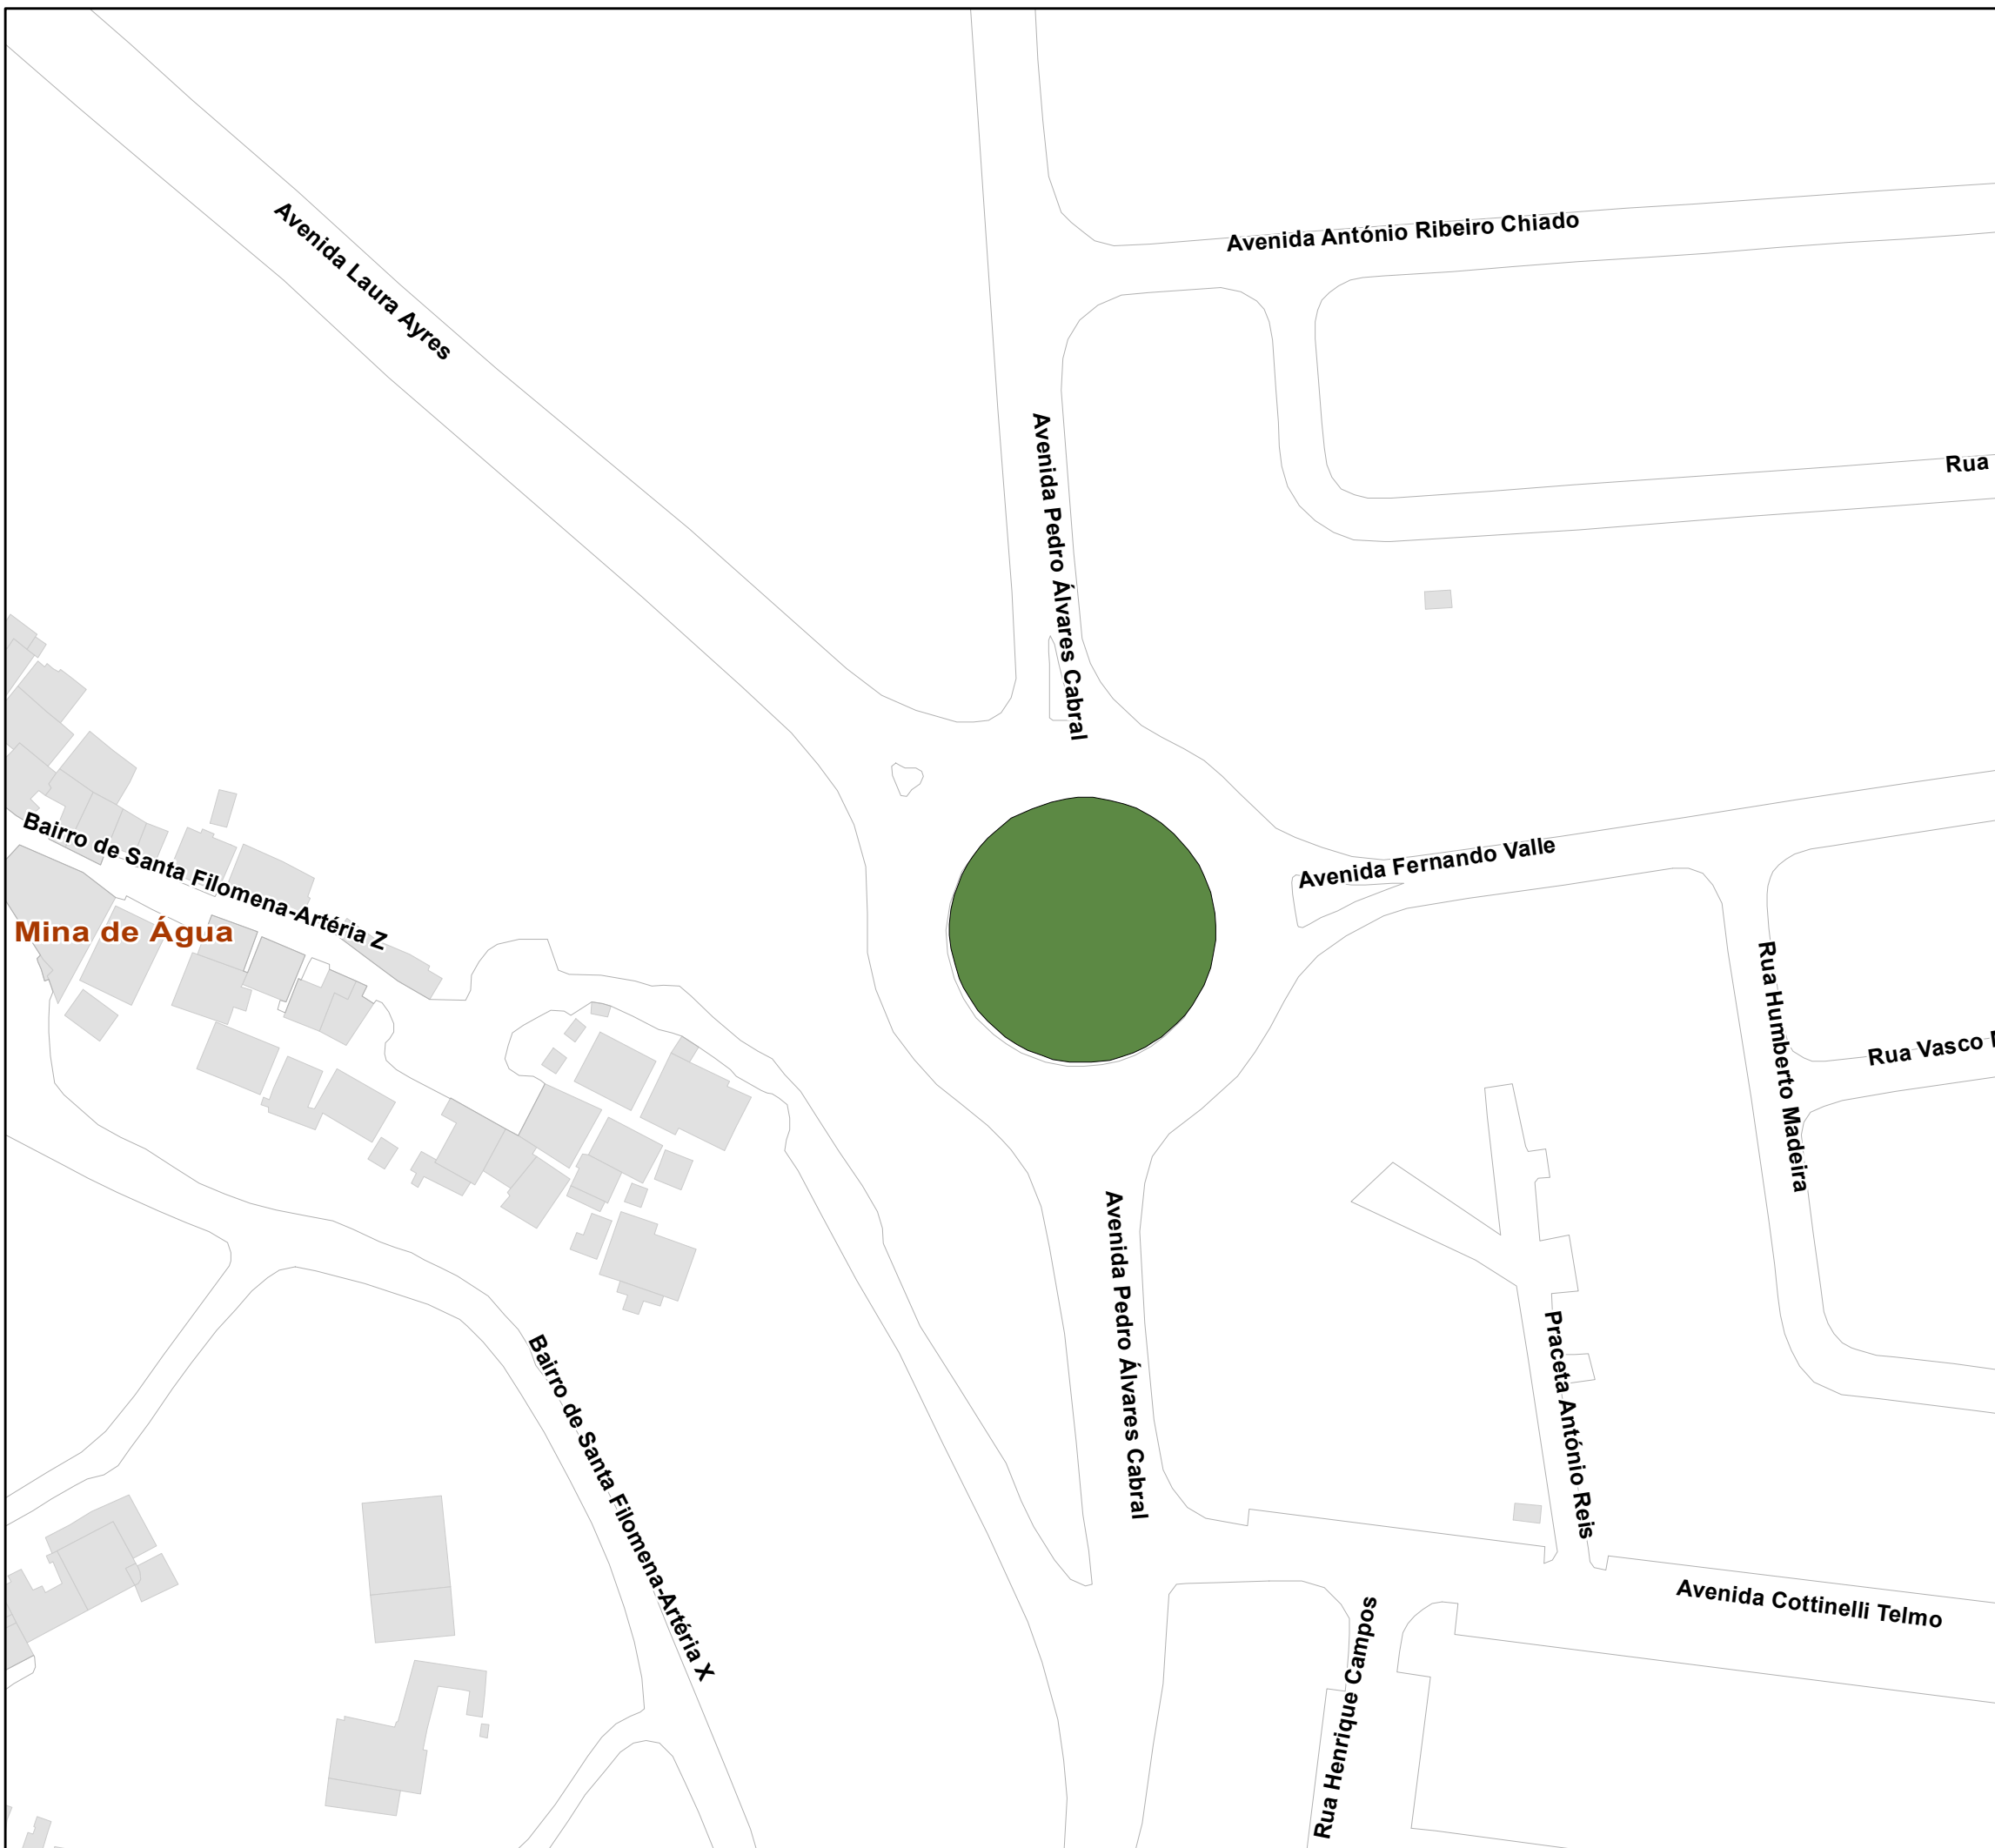 Avenida Laura Ayres
Avenida António Ribeiro Chiado
Avenida Pedro Álvares Cabral
Rua
Bairro de Santa Filomena-Artéria Z
Mina de Água
Avenida Fernando Valle
Rua Humberto Madeira
Rua Vasco
Avenida Pedro Álvares Cabral
Praceta António Reis
Bairro de Santa Filomena-Artéria X
Avenida Cottinelli Telmo
Rua Henrique Campos